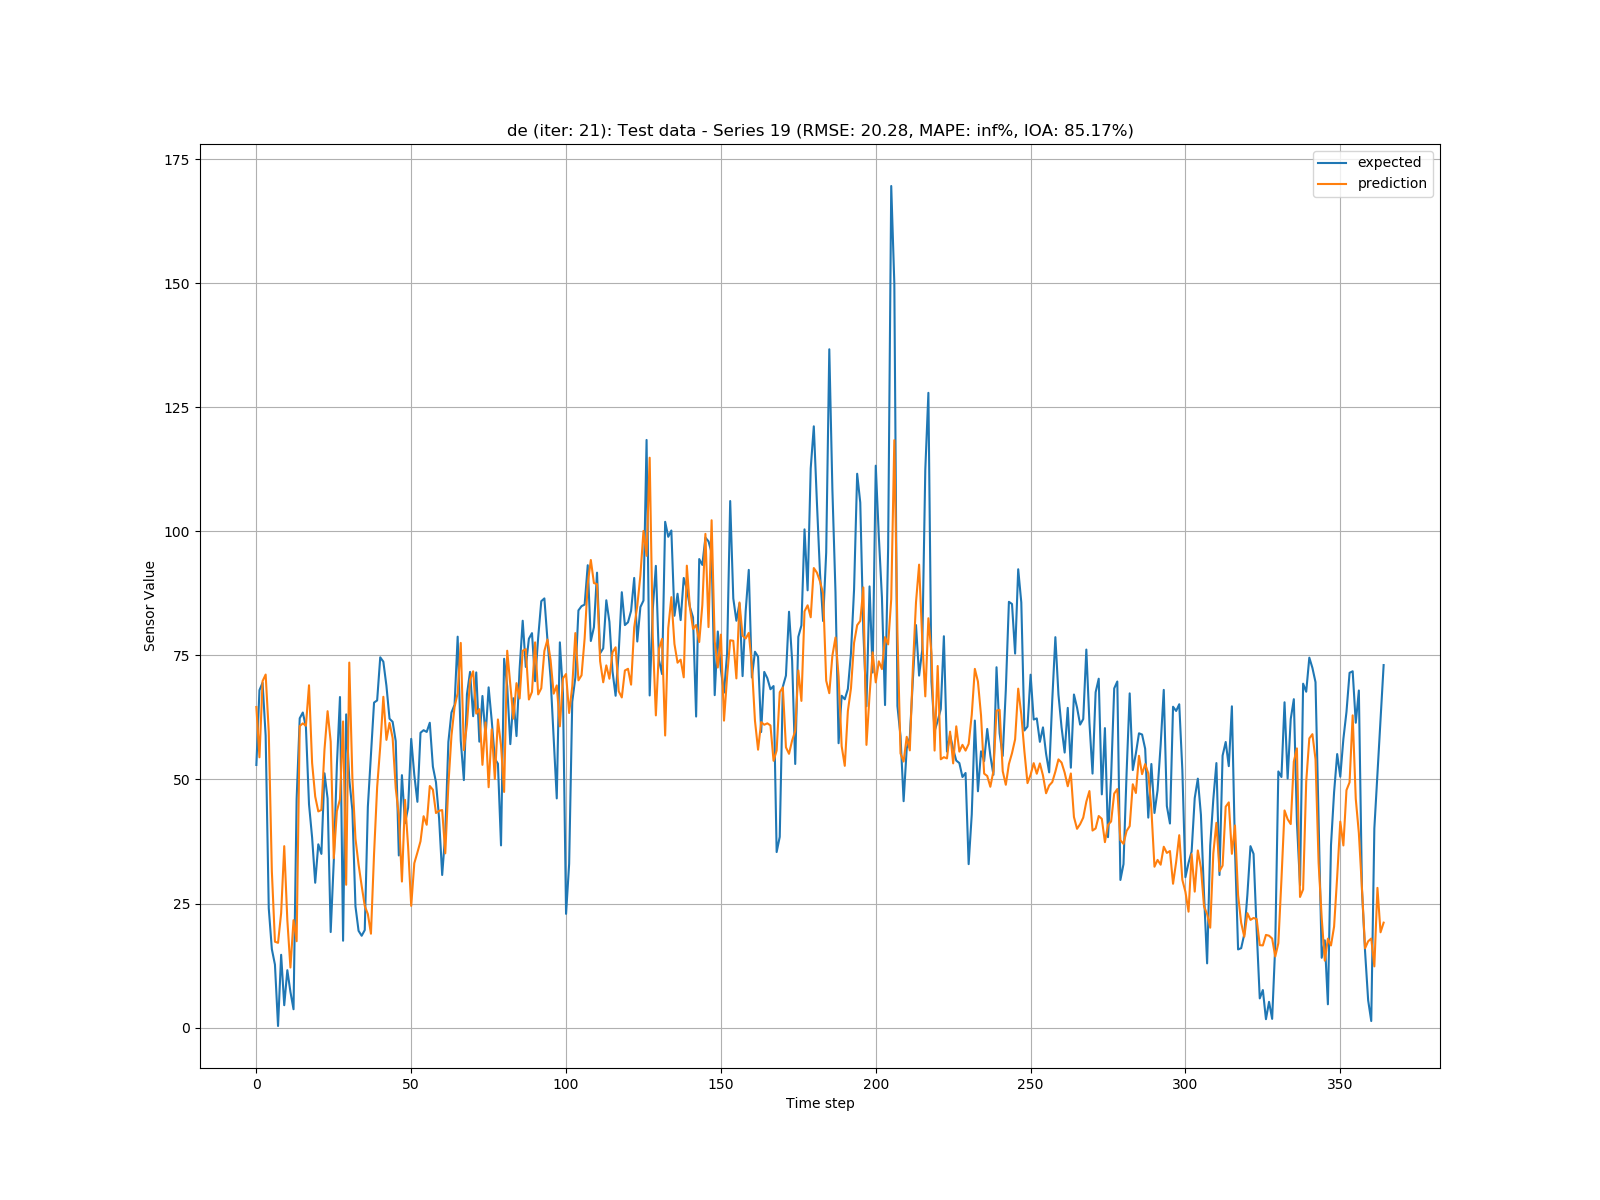 de (iter: 21): Test data - Series 19 (RMSE: 20.28, MAPE: inf%, IOA: 85.17%)
expected
prediction
175
150
125
100
75
50
25
0
Sensor Value
0 50 100 150 200 250 300 350
Time step